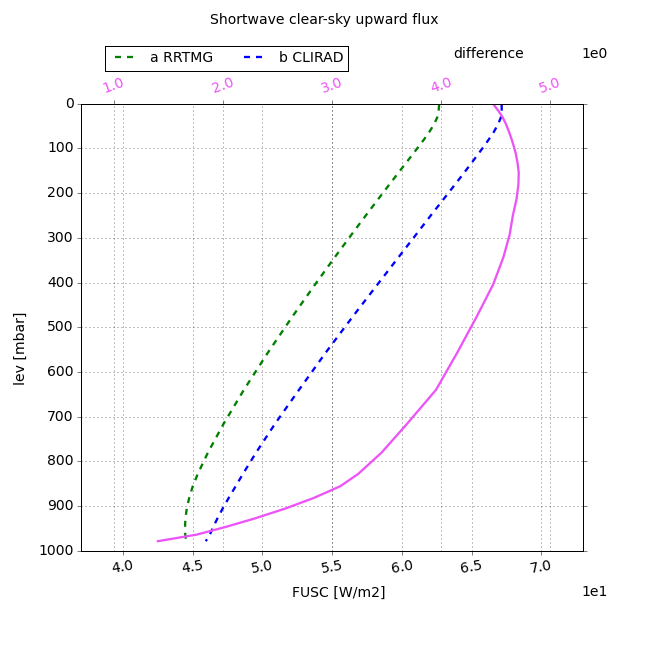 Shortwave clear-sky upward flux
a RRTMG b CLIRAD difference 1e0
1.0 2.0 3.0 4.0 5.0
0
100
200
300
400
500
600
700
800
900
1000
lev [mbar]
4.0 4.5 5.0 5.5 6.0 6.5 7.0
FUSC [W/m2] 1e1